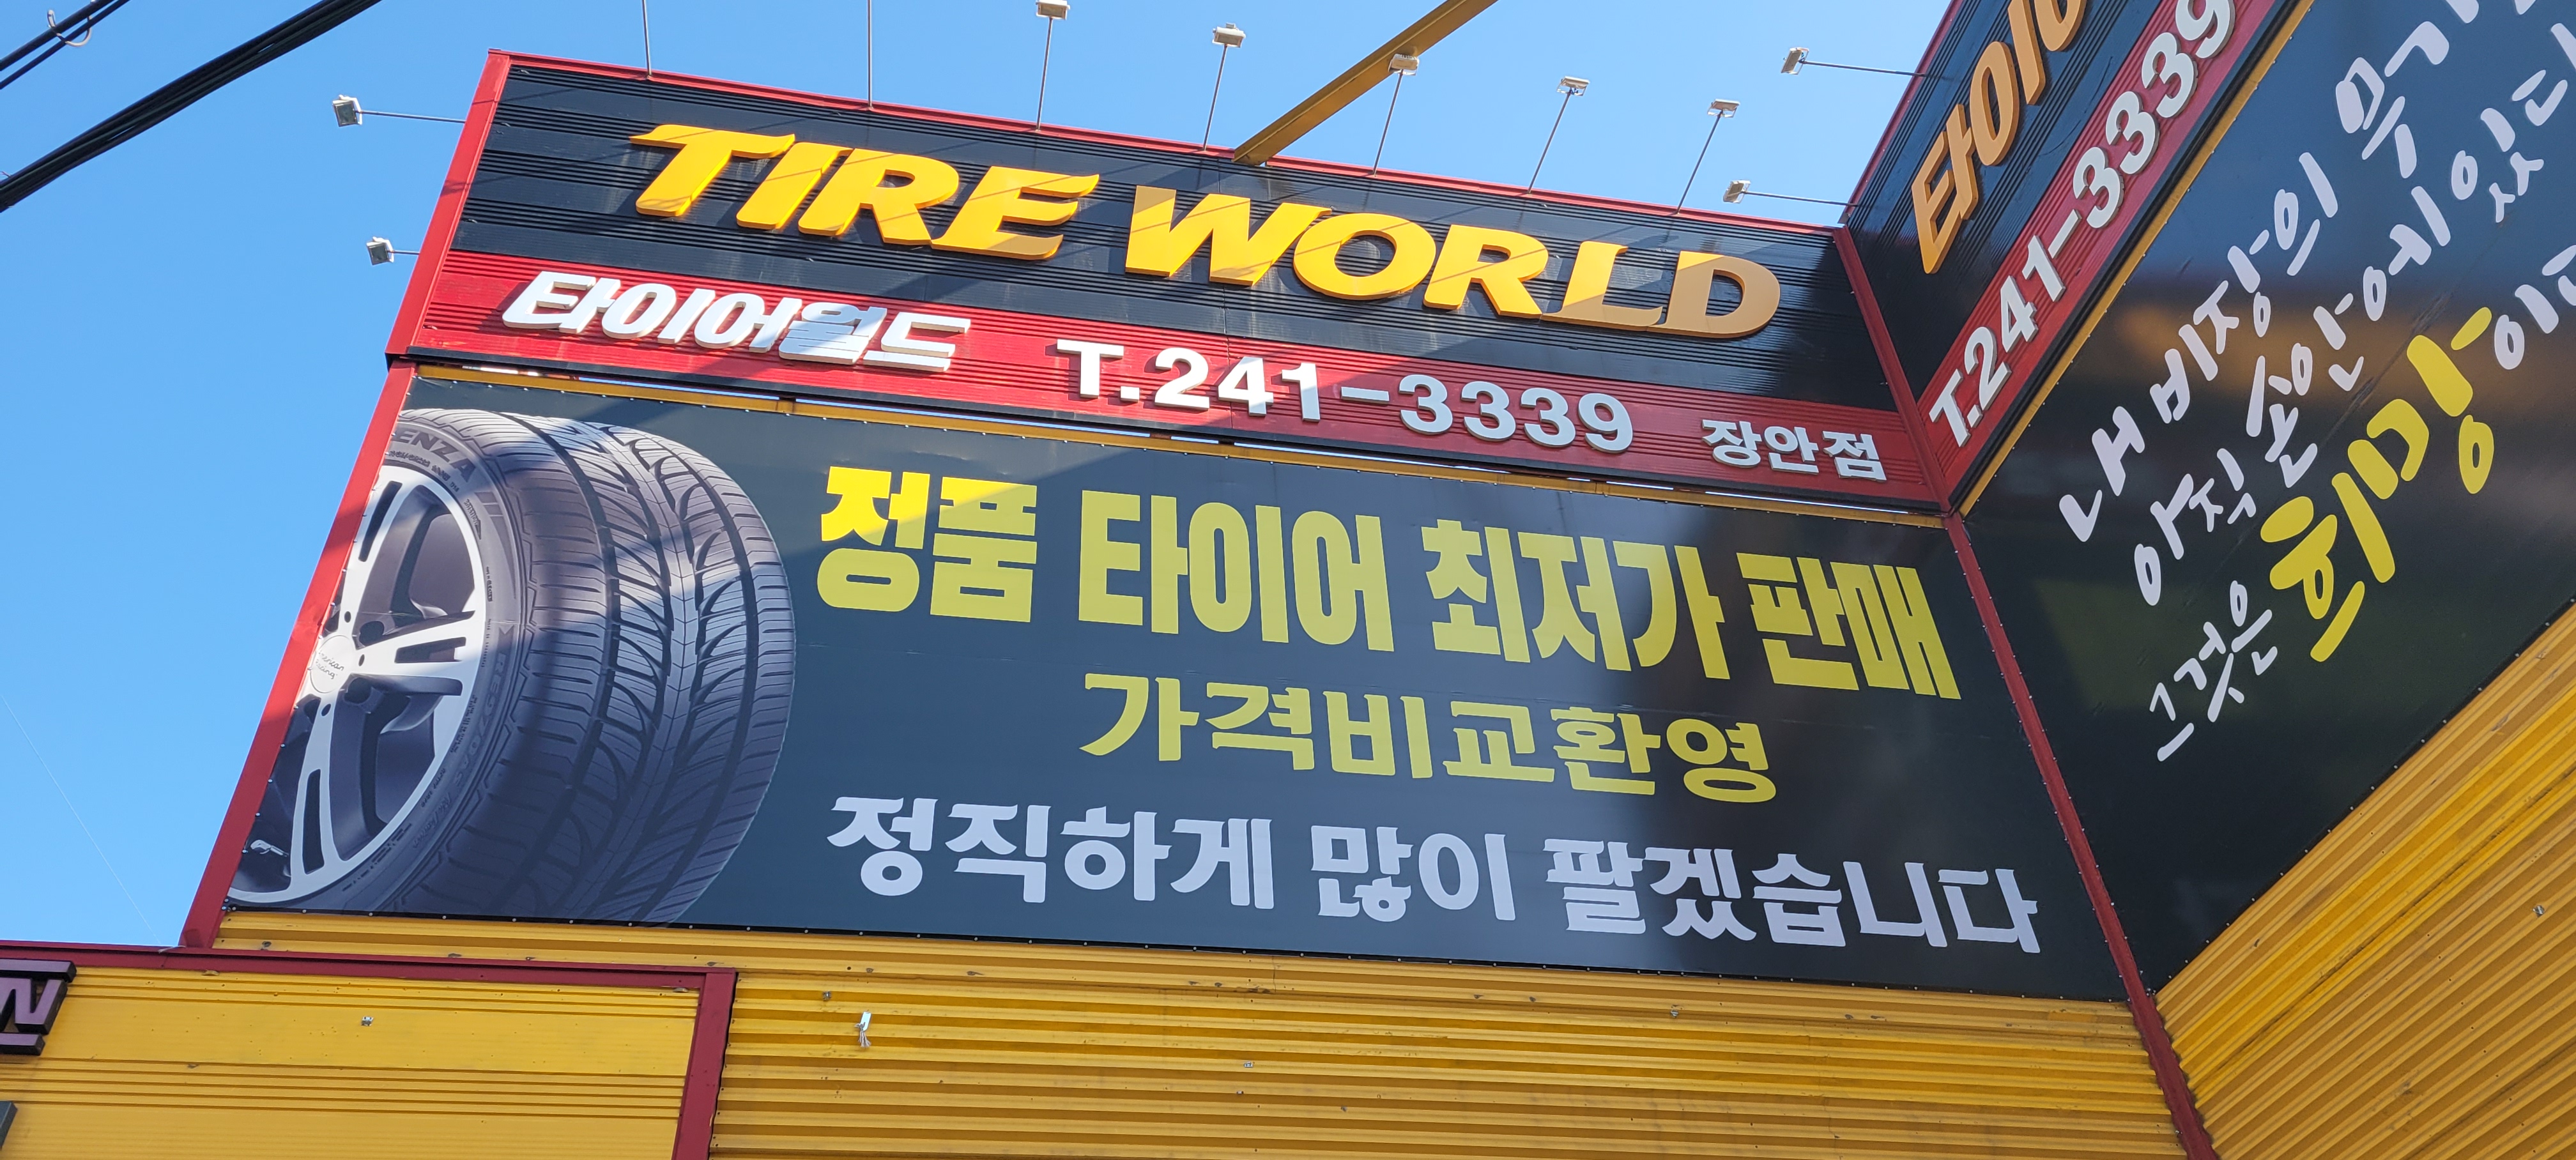 TIRE WORLD
타이어월드 T.241-3339 장안점
정품 타이어 최저가 판매
가격비교환영
정직하게 많이 팔겠습니다
T.241-3339
내 비장의
아직 손안에 있다
그것은 희망